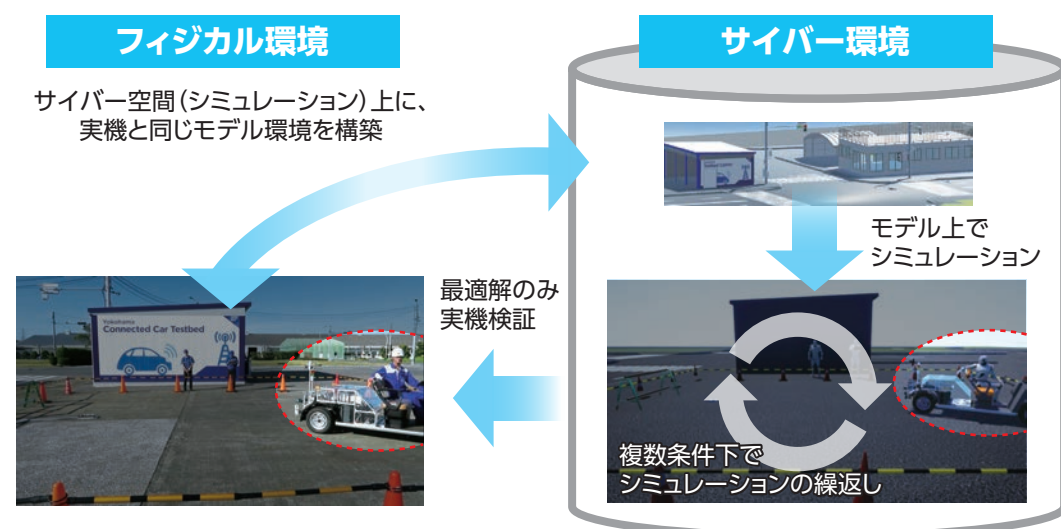 フィジカル環境
サイバー環境
サイバー空間(シミュレーション)上に、
実機と同じモデル環境を構築
モデル上で
シミュレーション
最適解のみ
実機検証
Yokohama
Connected Car Testbed
複数条件下で
シミュレーションの繰返し